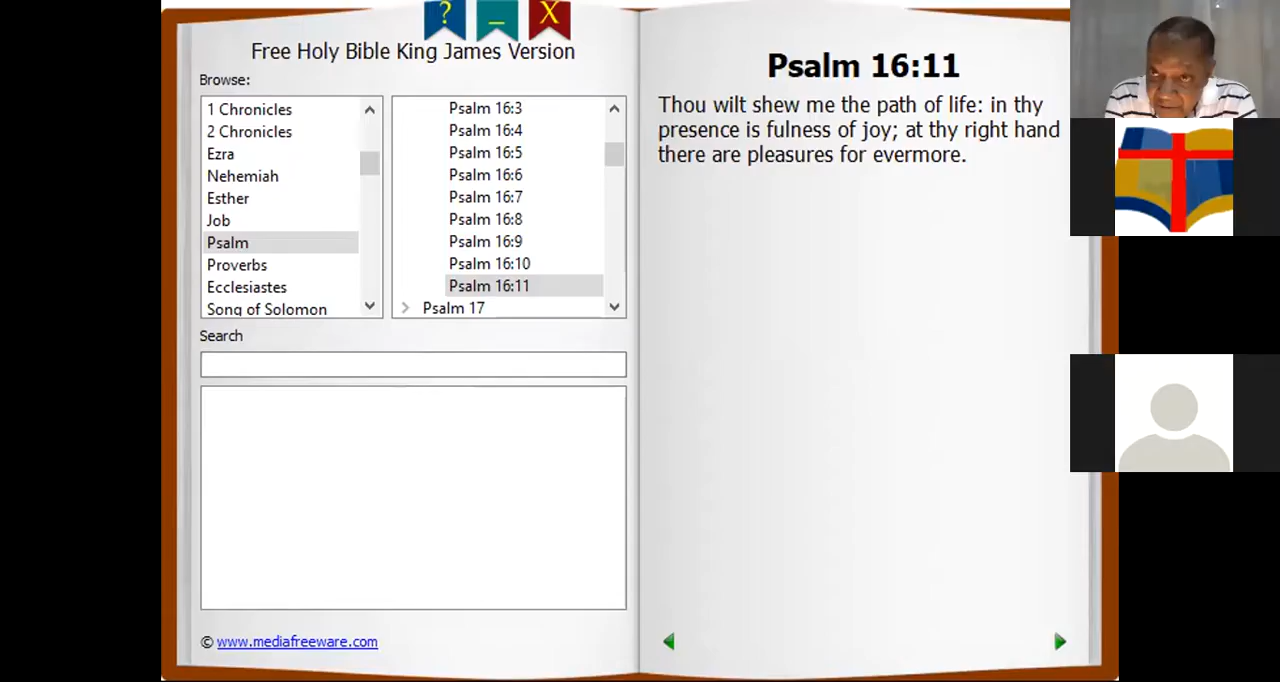 ? _ X
Free Holy Bible King James Version
Browse:
1 Chronicles
2 Chronicles
Ezra
Nehemiah
Esther
Job
Psalm
Proverbs
Ecclesiastes
Song of Solomon
Psalm 16:3
Psalm 16:4
Psalm 16:5
Psalm 16:6
Psalm 16:7
Psalm 16:8
Psalm 16:9
Psalm 16:10
Psalm 16:11
Psalm 17
Search
© www.mediafreeware.com
Psalm 16:11
Thou wilt shew me the path of life: in thy
presence is fulness of joy; at thy right hand
there are pleasures for evermore.